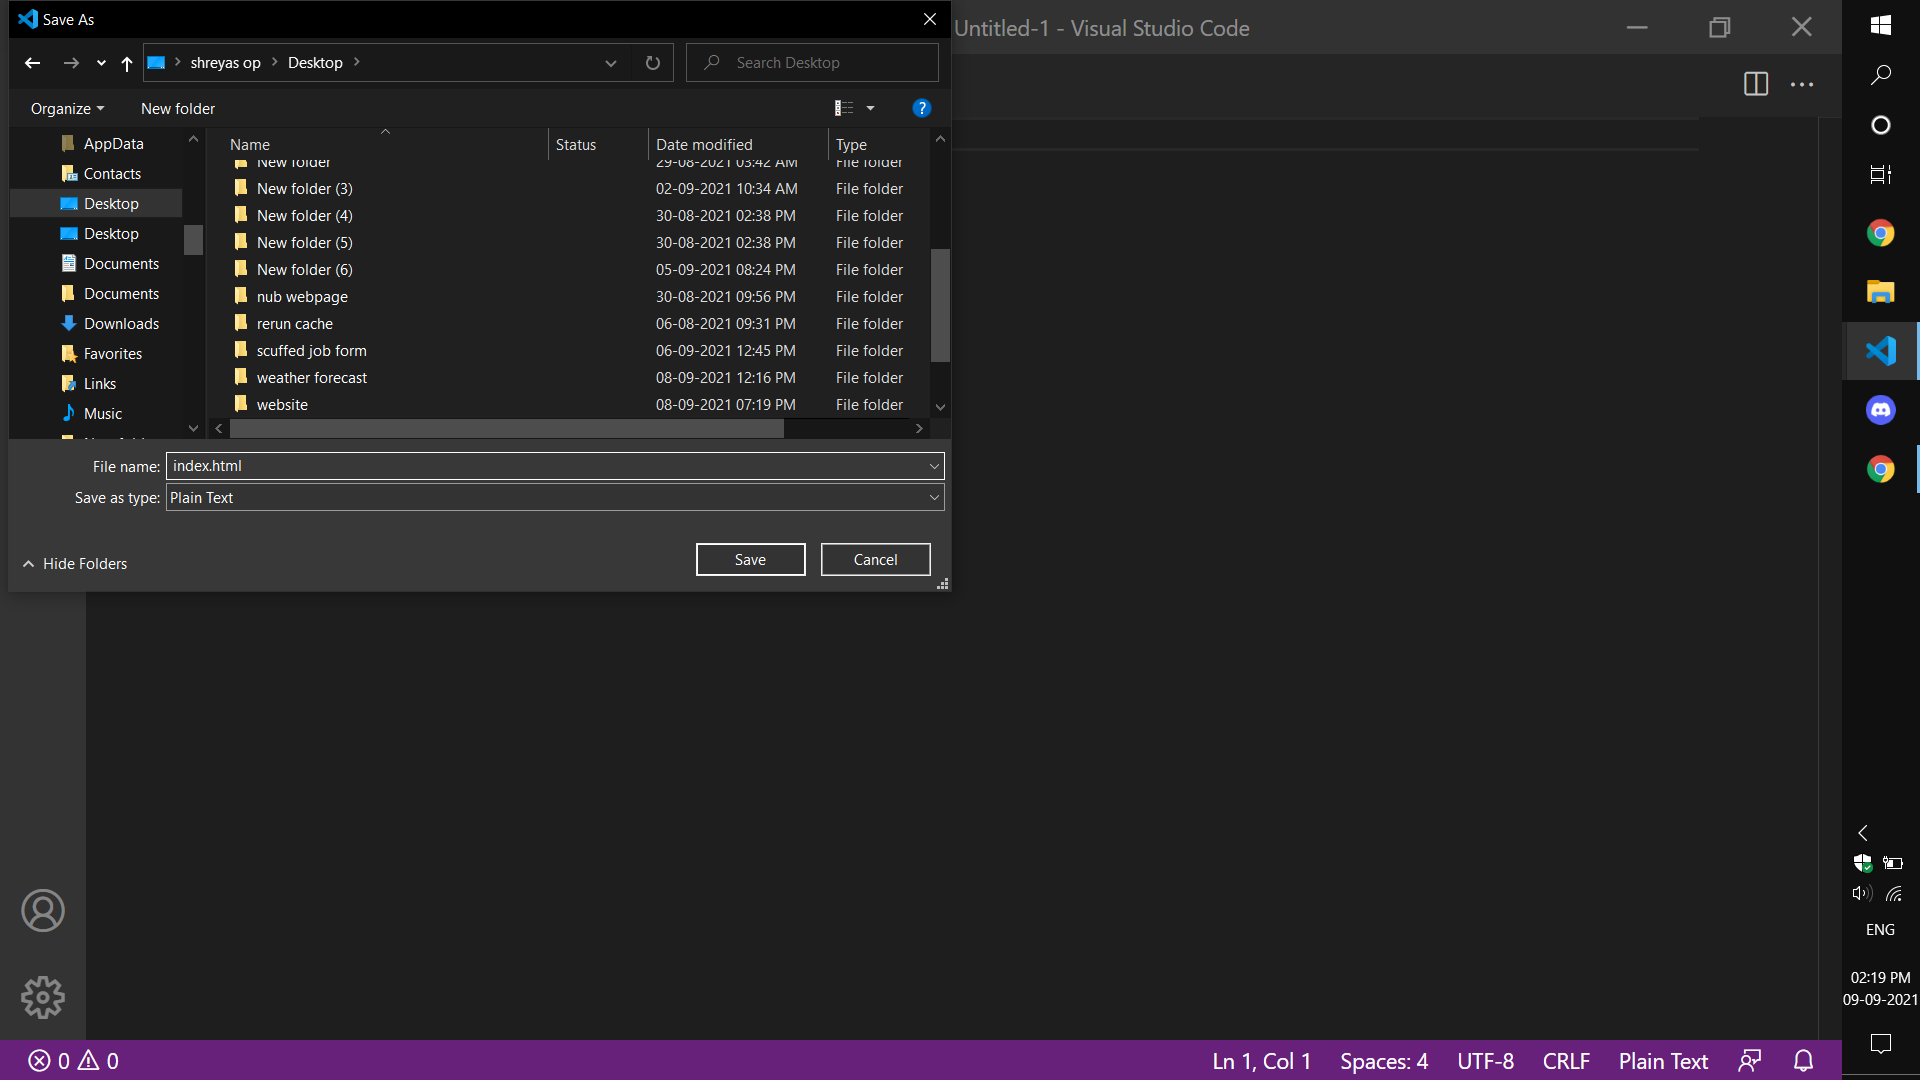 Save As
Untitled-1 - Visual Studio Code
shreyas op
Desktop
Search Desktop
Organize
New folder
AppData
Contacts
Desktop
Desktop
Documents
Documents
Downloads
Favorites
Links
Music
Name Status Date modified Type
New folder 29-08-2021 03:42 AM File folder
New folder (3) 02-09-2021 10:34 AM File folder
New folder (4) 30-08-2021 02:38 PM File folder
New folder (5) 30-08-2021 02:38 PM File folder
New folder (6) 05-09-2021 08:24 PM File folder
nub webpage 30-08-2021 09:56 PM File folder
rerun cache 06-08-2021 09:31 PM File folder
scuffed job form 06-09-2021 12:45 PM File folder
weather forecast 08-09-2021 12:16 PM File folder
website 08-09-2021 07:19 PM File folder
File name: index.html
Save as type: Plain Text
Hide Folders
Save
Cancel
ENG
02:19 PM
09-09-2021
0 0
Ln 1, Col 1 Spaces: 4 UTF-8 CRLF Plain Text